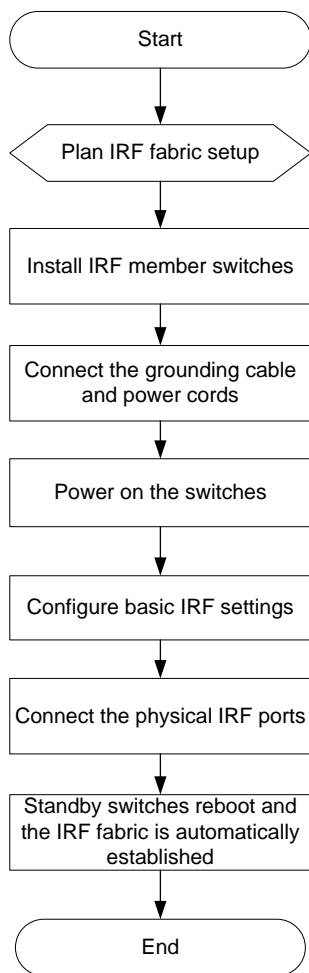 Start
Plan IRF fabric setup
Install IRF member switches
Connect the grounding cable
and power cords
Power on the switches
Configure basic IRF settings
Connect the physical IRF ports
Standby switches reboot and
the IRF fabric is automatically
established
End